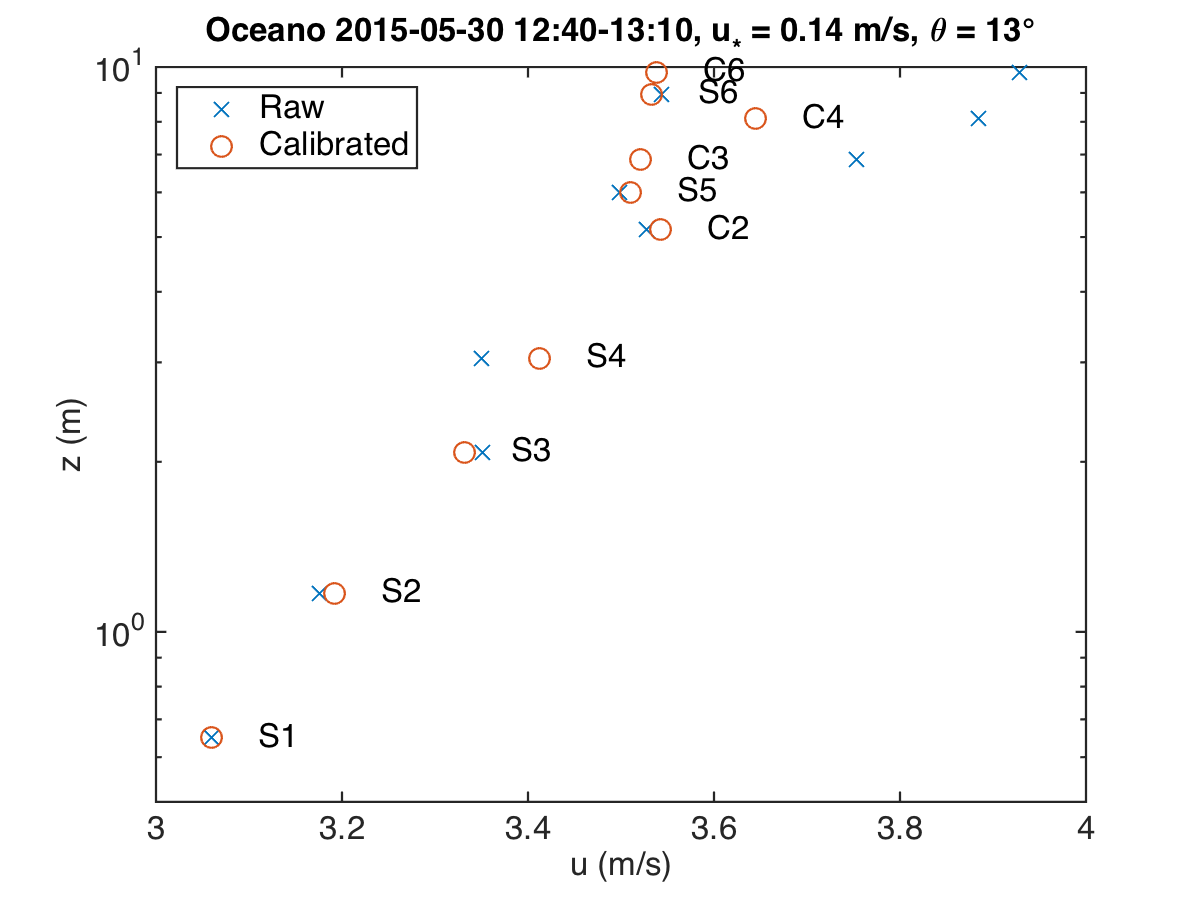 Oceano 2015-05-30 12:40-13:10, u* = 0.14 m/s, θ = 13°
10¹
Raw
Calibrated
C6
S6
C4
C3
S5
C2
S4
S3
S2
S1
10⁰
z (m)
3 3.2 3.4 3.6 3.8 4
u (m/s)